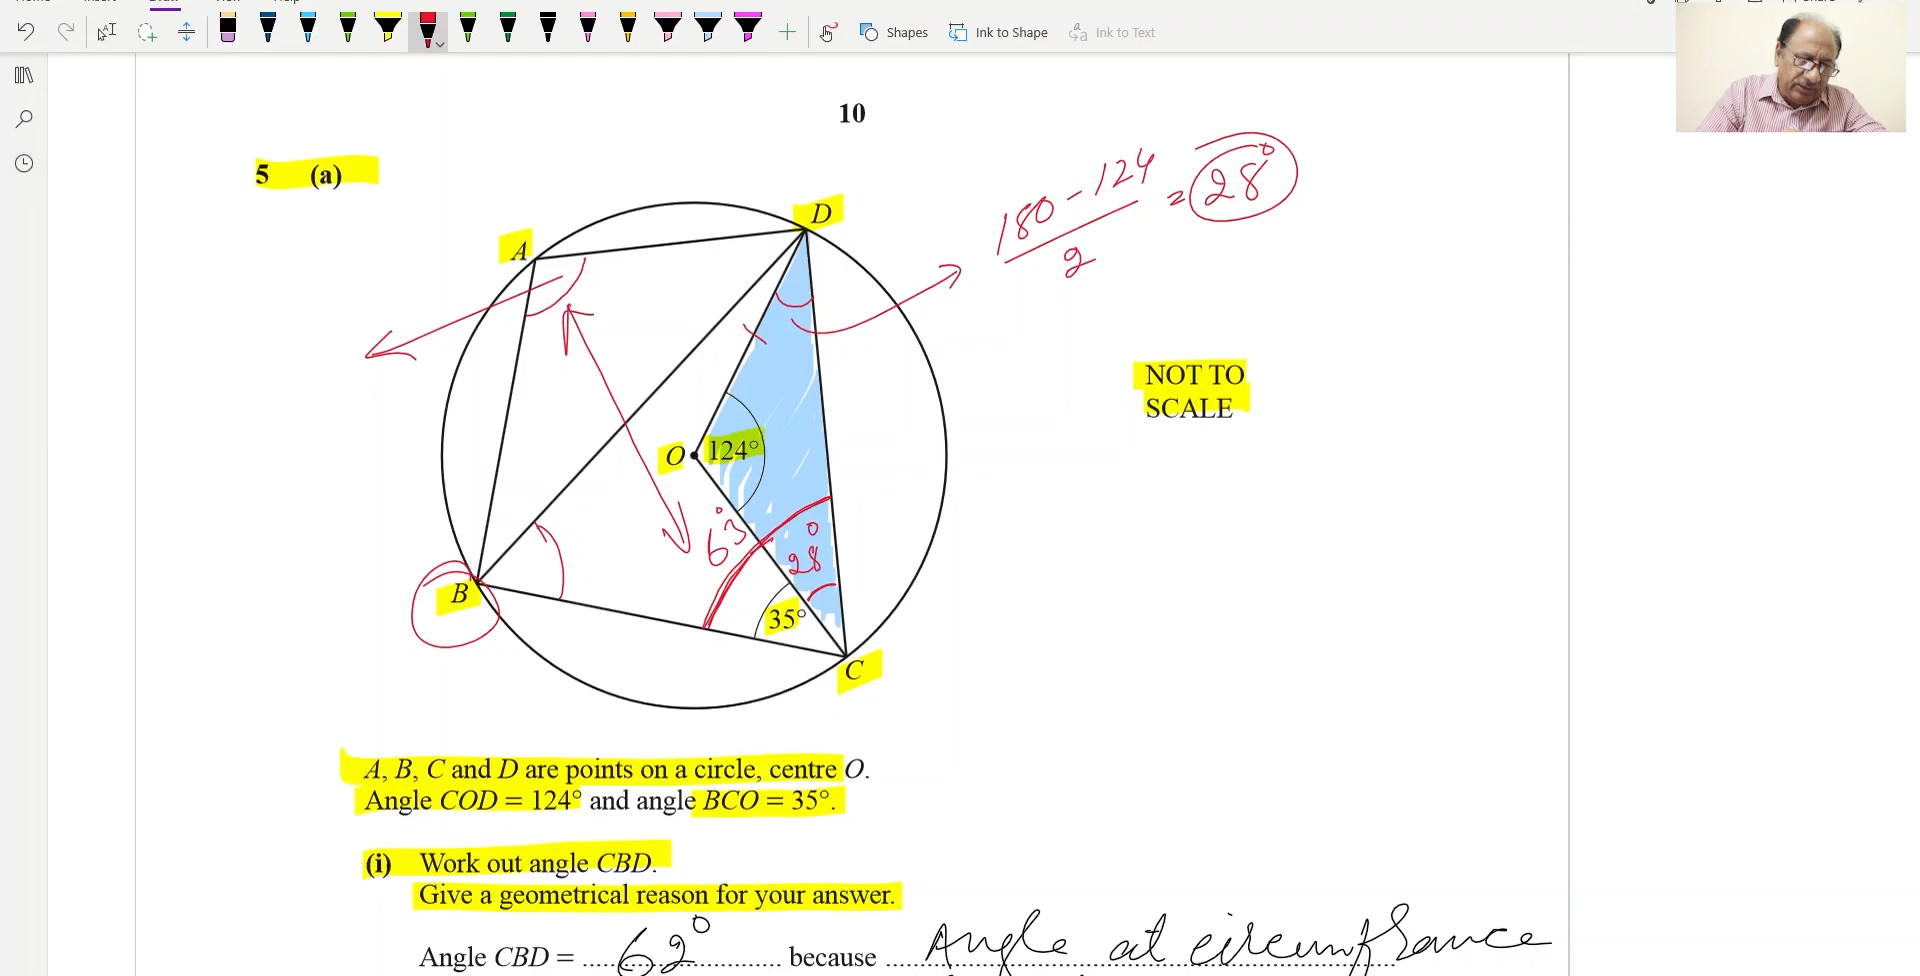 Shapes
Ink to Shape
Ink to Text
10
5 (a)
A
D
180 - 124
2
= 28°
NOT TO
SCALE
O 124°
63°
28°
B
35°
C
A, B, C and D are points on a circle, centre O.
Angle COD = 124° and angle BCO = 35°.
(i) Work out angle CBD.
Give a geometrical reason for your answer.
Angle CBD = 62° because Angle at circumfrance